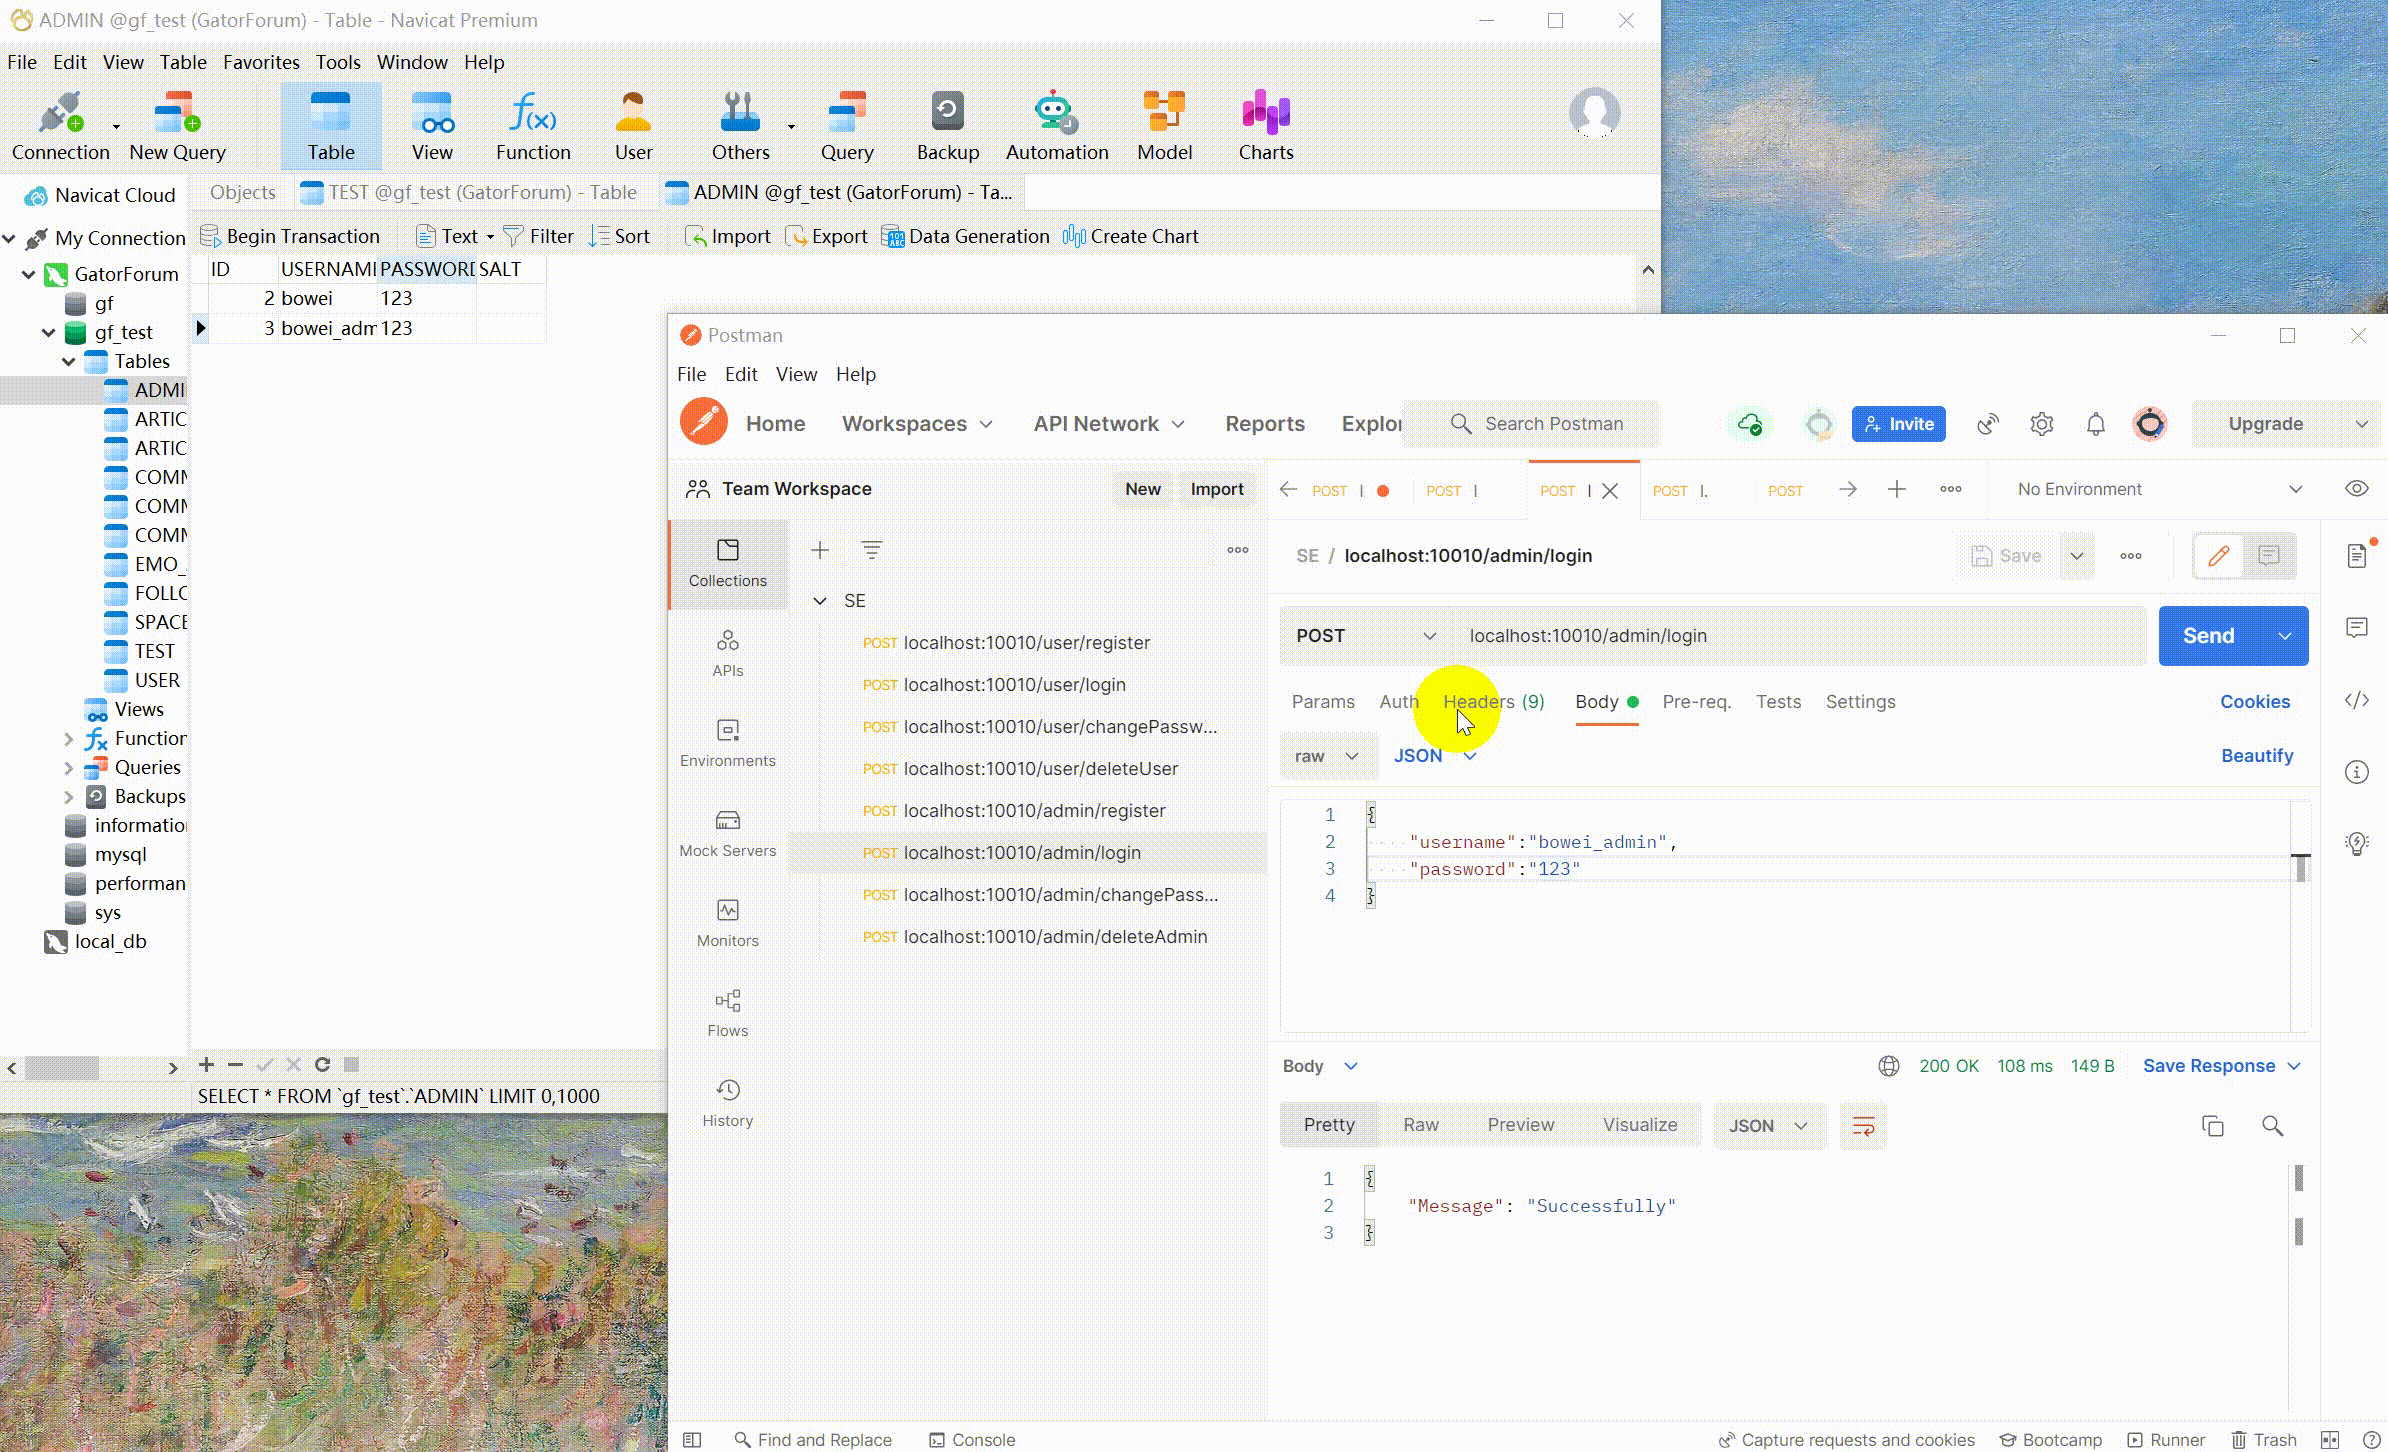 ADMIN @gf_test (GatorForum) - Table - Navicat Premium
File Edit View Table Favorites Tools Window Help
Connection New Query Table View Function User Others Query Backup Automation Model Charts
Navicat Cloud
Objects TEST @gf_test (GatorForum) - Table ADMIN @gf_test (GatorForum) - Ta...
My Connection
Begin Transaction Text Filter Sort Import Export Data Generation Create Chart
GatorForum
gf
gf_test
Tables
ADMI
ARTIC
ARTIC
COMM
COMM
COMM
EMO_
FOLLO
SPACE
TEST
USER
Views
Function
Queries
Backups
informatio
mysql
performan
sys
local_db
ID USERNAME PASSWORD SALT
2 bowei 123
3 bowei_adm 123
SELECT * FROM `gf_test`.`ADMIN` LIMIT 0,1000
Postman
File Edit View Help
Home Workspaces API Network Reports Explor Search Postman Invite Upgrade
Team Workspace New Import
POST POST POST POST POST No Environment
Collections
APIs
Environments
Mock Servers
Monitors
Flows
History
SE
POST localhost:10010/user/register
POST localhost:10010/user/login
POST localhost:10010/user/changePassw...
POST localhost:10010/user/deleteUser
POST localhost:10010/admin/register
POST localhost:10010/admin/login
POST localhost:10010/admin/changePass...
POST localhost:10010/admin/deleteAdmin
SE / localhost:10010/admin/login Save
POST localhost:10010/admin/login Send
Params Auth Headers (9) Body Pre-req. Tests Settings Cookies
raw JSON Beautify
1 {
2 "username":"bowei_admin",
3 "password":"123"
4 }
Body 200 OK 108 ms 149 B Save Response
Pretty Raw Preview Visualize JSON
1 {
2 "Message": "Successfully"
3 }
Find and Replace Console Capture requests and cookies Bootcamp Runner Trash